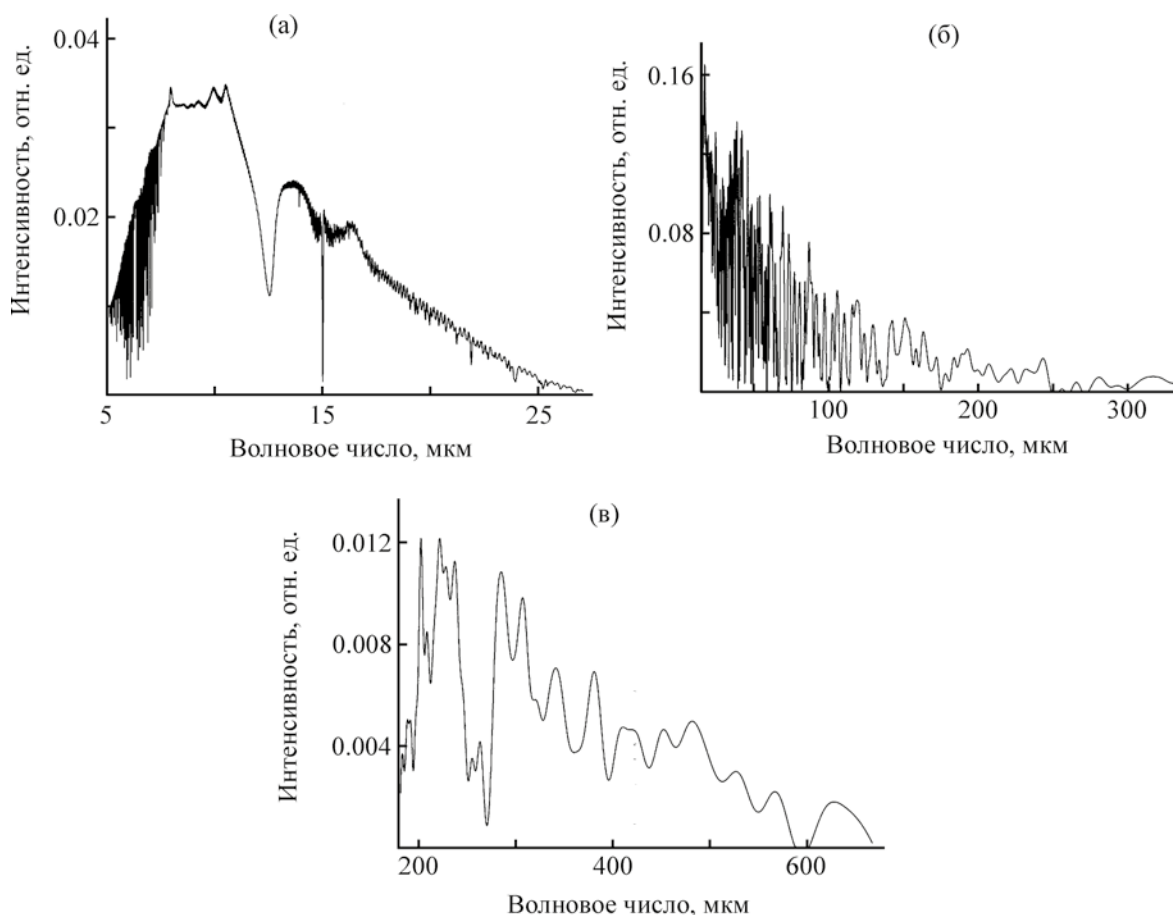 (а)
Интенсивность, отн. ед.
0.04
0.02
5
15
25
Волновое число, мкм
(б)
Интенсивность, отн. ед.
0.16
0.08
100
200
300
Волновое число, мкм
(в)
Интенсивность, отн. ед.
0.012
0.008
0.004
200
400
600
Волновое число, мкм